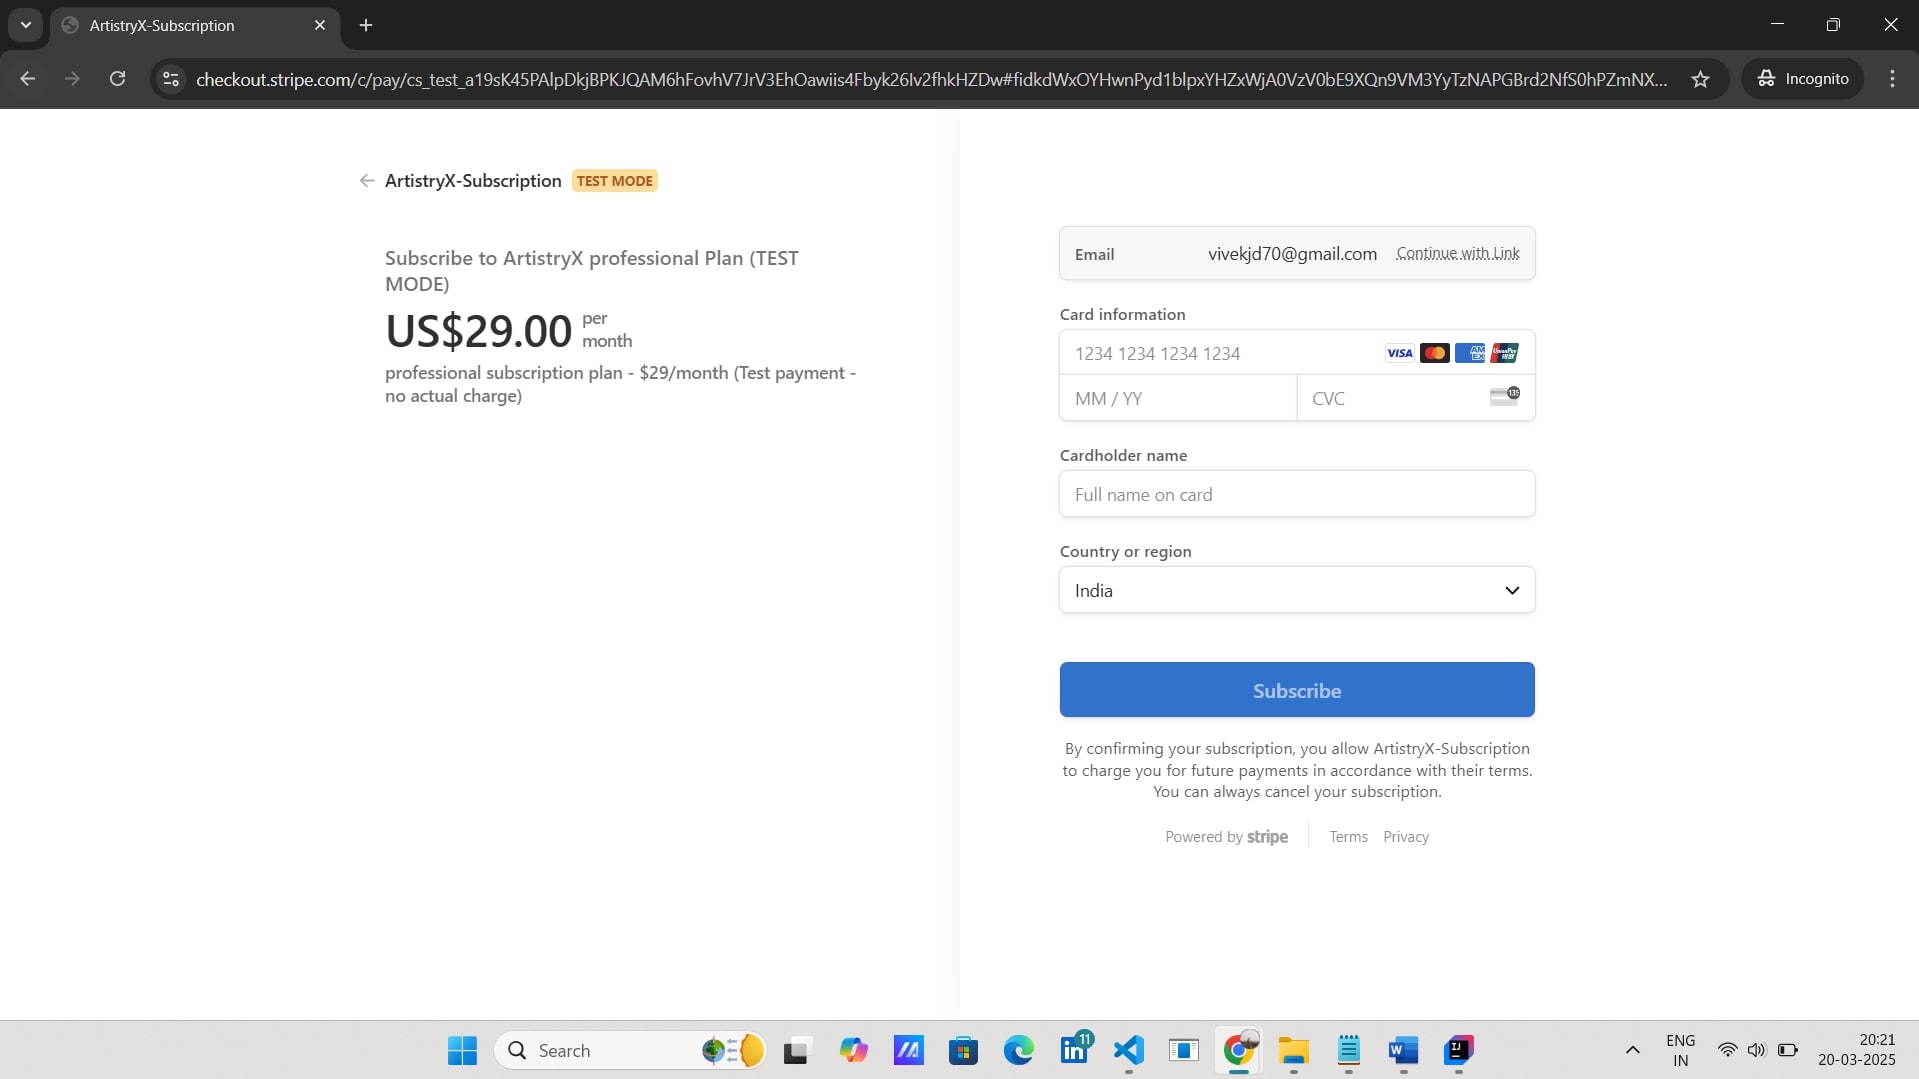 ArtistryX-Subscription
checkout.stripe.com/c/pay/cs_test_a19sK45PAlpDkjBPKJQAM6hFovhV7JrV3EhOawiis4Fbyk26Iv2fhkHZDw#fidkdWxOYHwnPyd1blpxYHZxWjA0VzV0bE9XQn9VM3YyTzNAPGBrd2NfS0hPZmNX...
Incognito
ArtistryX-Subscription TEST MODE
Subscribe to ArtistryX professional Plan (TEST
MODE)
US$29.00 per
month
professional subscription plan - $29/month (Test payment -
no actual charge)
Email vivekjd70@gmail.com Continue with Link
Card information
1234 1234 1234 1234 VISA AMEX UnionPay
MM / YY CVC 135
Cardholder name
Full name on card
Country or region
India
Subscribe
By confirming your subscription, you allow ArtistryX-Subscription
to charge you for future payments in accordance with their terms.
You can always cancel your subscription.
Powered by stripe Terms Privacy
Search
11
ENG
IN
20:21
20-03-2025